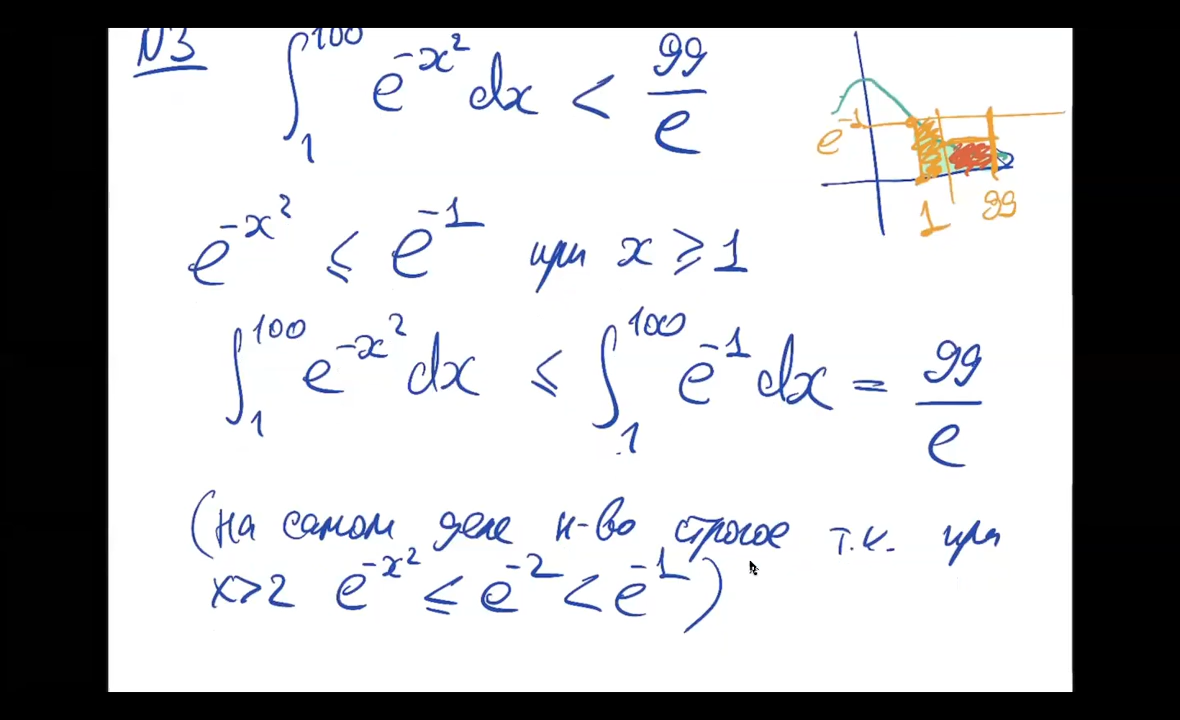 N3 ∫₁¹⁰⁰ e^{-x²} dx < 99/e
e^{-1}
1 99
e^{-x²} ≤ e^{-1} при x ⩾ 1
∫₁¹⁰⁰ e^{-x²} dx ≤ ∫₁¹⁰⁰ e^{-1} dx = 99/e
(на самом деле н-во строгое т.к. при
x>2 e^{-x²} ≤ e^{-2} < e^{-1})